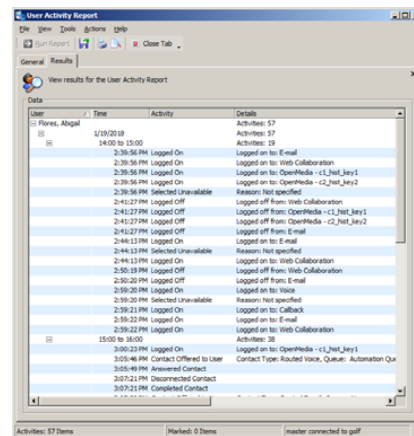 User Activity Report
File View Tools Actions Help
Run Report Close Tab
General Results
View results for the User Activity Report
Data
User Time Activity Details
Flores, Abigail Activities: 57
1/19/2018 Activities: 57
14:00 to 15:00 Activities: 19
2:39:56 PM Logged On Logged on to: E-mail
2:39:56 PM Logged On Logged on to: Web Collaboration
2:39:56 PM Logged On Logged on to: OpenMedia - c1_hist_key1
2:39:56 PM Logged On Logged on to: OpenMedia - c2_hist_key2
2:39:56 PM Selected Unavailable Reason: Not specified
2:41:27 PM Logged Off Logged off from: Web Collaboration
2:41:27 PM Logged Off Logged off from: OpenMedia - c1_hist_key1
2:41:27 PM Logged Off Logged off from: OpenMedia - c2_hist_key2
2:41:27 PM Logged Off Logged off from: E-mail
2:44:13 PM Logged On Logged on to: E-mail
2:44:13 PM Selected Unavailable Reason: Not specified
2:44:13 PM Logged On Logged on to: Web Collaboration
2:50:19 PM Logged Off Logged off from: Web Collaboration
2:50:20 PM Logged Off Logged off from: E-mail
2:59:20 PM Logged On Logged on to: Voice
2:59:20 PM Selected Unavailable Reason: Not specified
2:59:21 PM Logged On Logged on to: Callback
2:59:22 PM Logged On Logged on to: E-mail
2:59:22 PM Logged On Logged on to: Web Collaboration
15:00 to 16:00 Activities: 38
3:00:23 PM Logged On Logged on to: OpenMedia - c1_hist_key1
3:05:46 PM Contact Offered to User Contact Type: Routed Voice, Queue: Automation Que
3:05:49 PM Answered Contact
3:07:21 PM Disconnected Contact
3:07:21 PM Completed Contact
Activities: 57 Items Marked: 0 Items master connected to golf